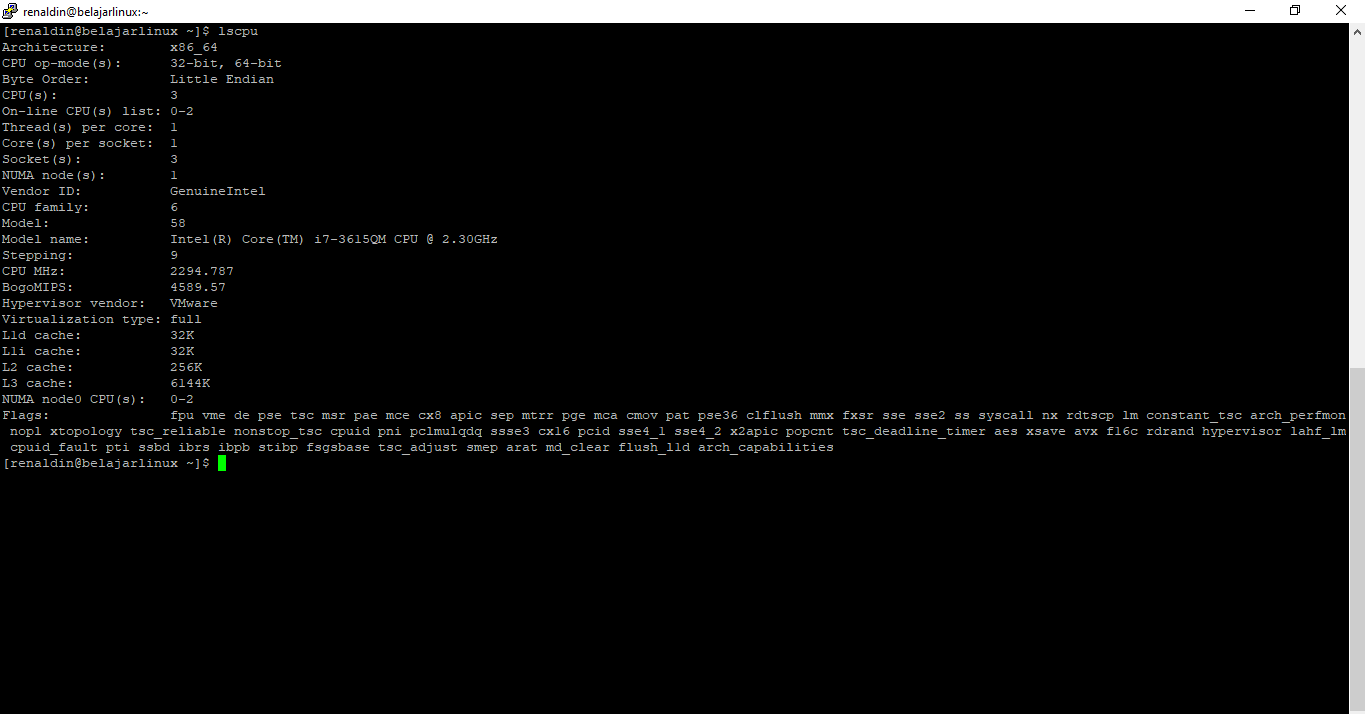 renaldin@belajarlinux:~
[renaldin@belajarlinux ~]$ lscpu
Architecture:        x86_64
CPU op-mode(s):      32-bit, 64-bit
Byte Order:          Little Endian
CPU(s):              3
On-line CPU(s) list: 0-2
Thread(s) per core:  1
Core(s) per socket:  1
Socket(s):           3
NUMA node(s):        1
Vendor ID:           GenuineIntel
CPU family:          6
Model:               58
Model name:          Intel(R) Core(TM) i7-3615QM CPU @ 2.30GHz
Stepping:            9
CPU MHz:             2294.787
BogoMIPS:            4589.57
Hypervisor vendor:   VMware
Virtualization type: full
L1d cache:           32K
L1i cache:           32K
L2 cache:            256K
L3 cache:            6144K
NUMA node0 CPU(s):   0-2
Flags:               fpu vme de pse tsc msr pae mce cx8 apic sep mtrr pge mca cmov pat pse36 clflush mmx fxsr sse sse2 ss syscall nx rdtscp lm constant_tsc arch_perfmon
 nopl xtopology tsc_reliable nonstop_tsc cpuid pni pclmulqdq ssse3 cx16 pcid sse4_1 sse4_2 x2apic popcnt tsc_deadline_timer aes xsave avx f16c rdrand hypervisor lahf_lm
 cpuid_fault pti ssbd ibrs ibpb stibp fsgsbase tsc_adjust smep arat md_clear flush_l1d arch_capabilities
[renaldin@belajarlinux ~]$